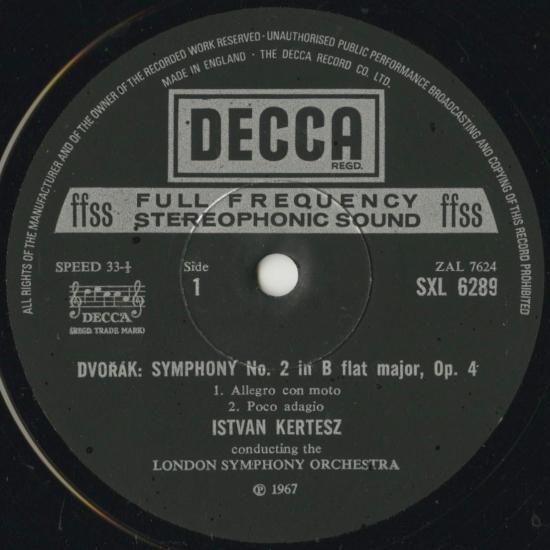 ALL RIGHTS OF THE MANUFACTURER AND OF THE OWNER OF THE RECORDED WORK RESERVED · UNAUTHORISED PUBLIC PERFORMANCE BROADCASTING AND COPYING OF THIS RECORD PROHIBITED
MADE IN ENGLAND · THE DECCA RECORD CO. LTD.
DECCA
REGD.
ffss FULL FREQUENCY STEREOPHONIC SOUND ffss
SPEED 33-⅓ Side ZAL 7624
1 SXL 6289
DECCA
(REGD. TRADE MARK)
DVOŘÁK: SYMPHONY No. 2 in B flat major, Op. 4
1. Allegro con moto
2. Poco adagio
ISTVAN KERTESZ
conducting the
LONDON SYMPHONY ORCHESTRA
℗ 1967